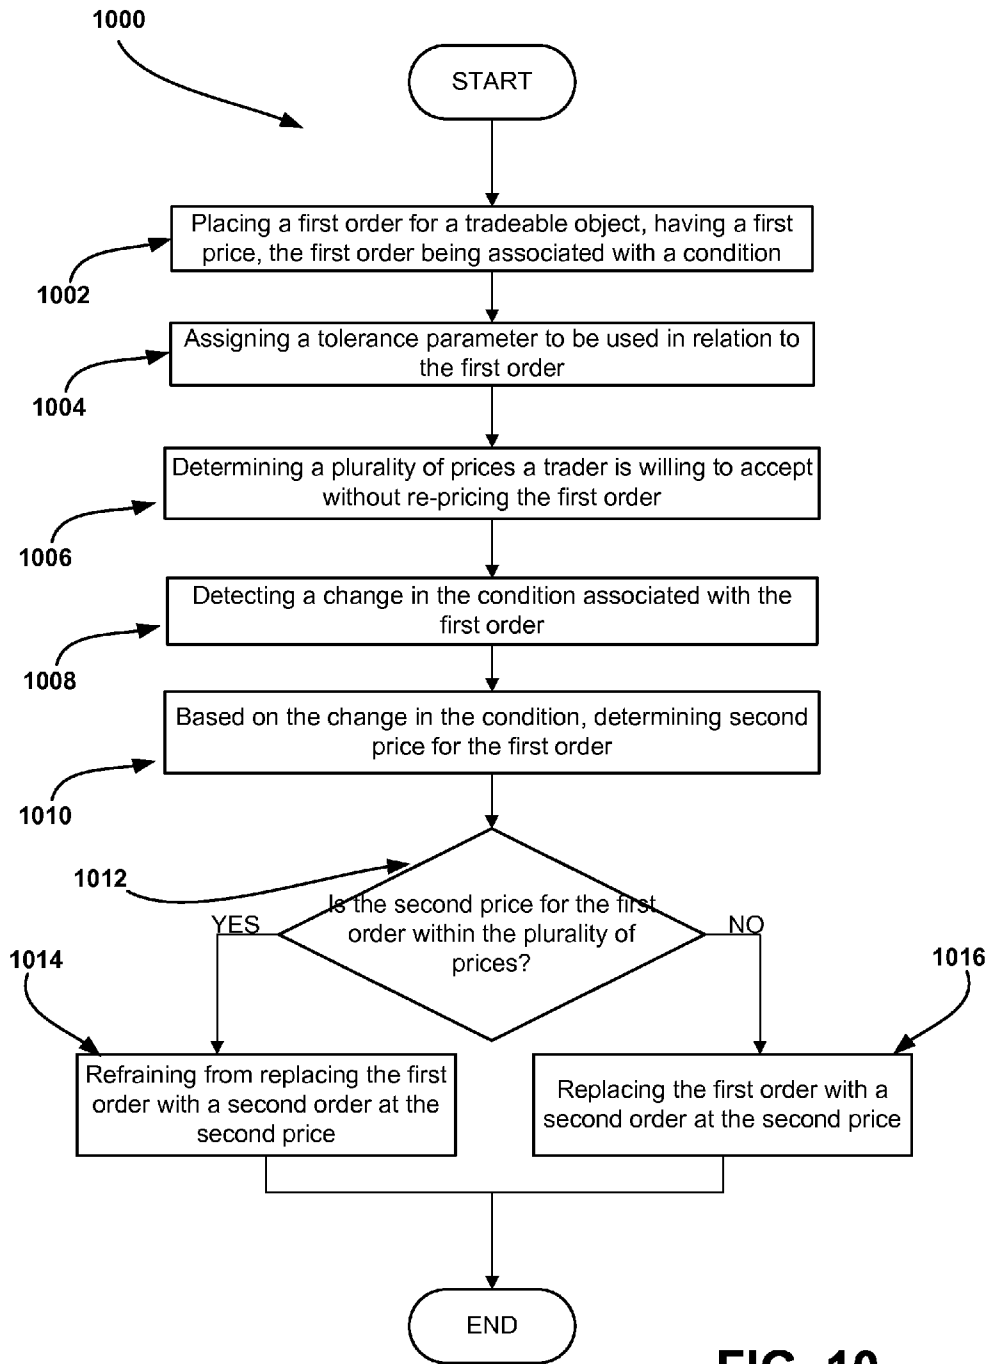 1000
START
Placing a first order for a tradeable object, having a first
price, the first order being associated with a condition
1002
Assigning a tolerance parameter to be used in relation to
the first order
1004
Determining a plurality of prices a trader is willing to accept
without re-pricing the first order
1006
Detecting a change in the condition associated with the
first order
1008
Based on the change in the condition, determining second
price for the first order
1010
1012
Is the second price for the first
order within the plurality of
prices?
YES
NO
1014
1016
Refraining from replacing the first
order with a second order at the
second price
Replacing the first order with a
second order at the second price
END
FIG. 10